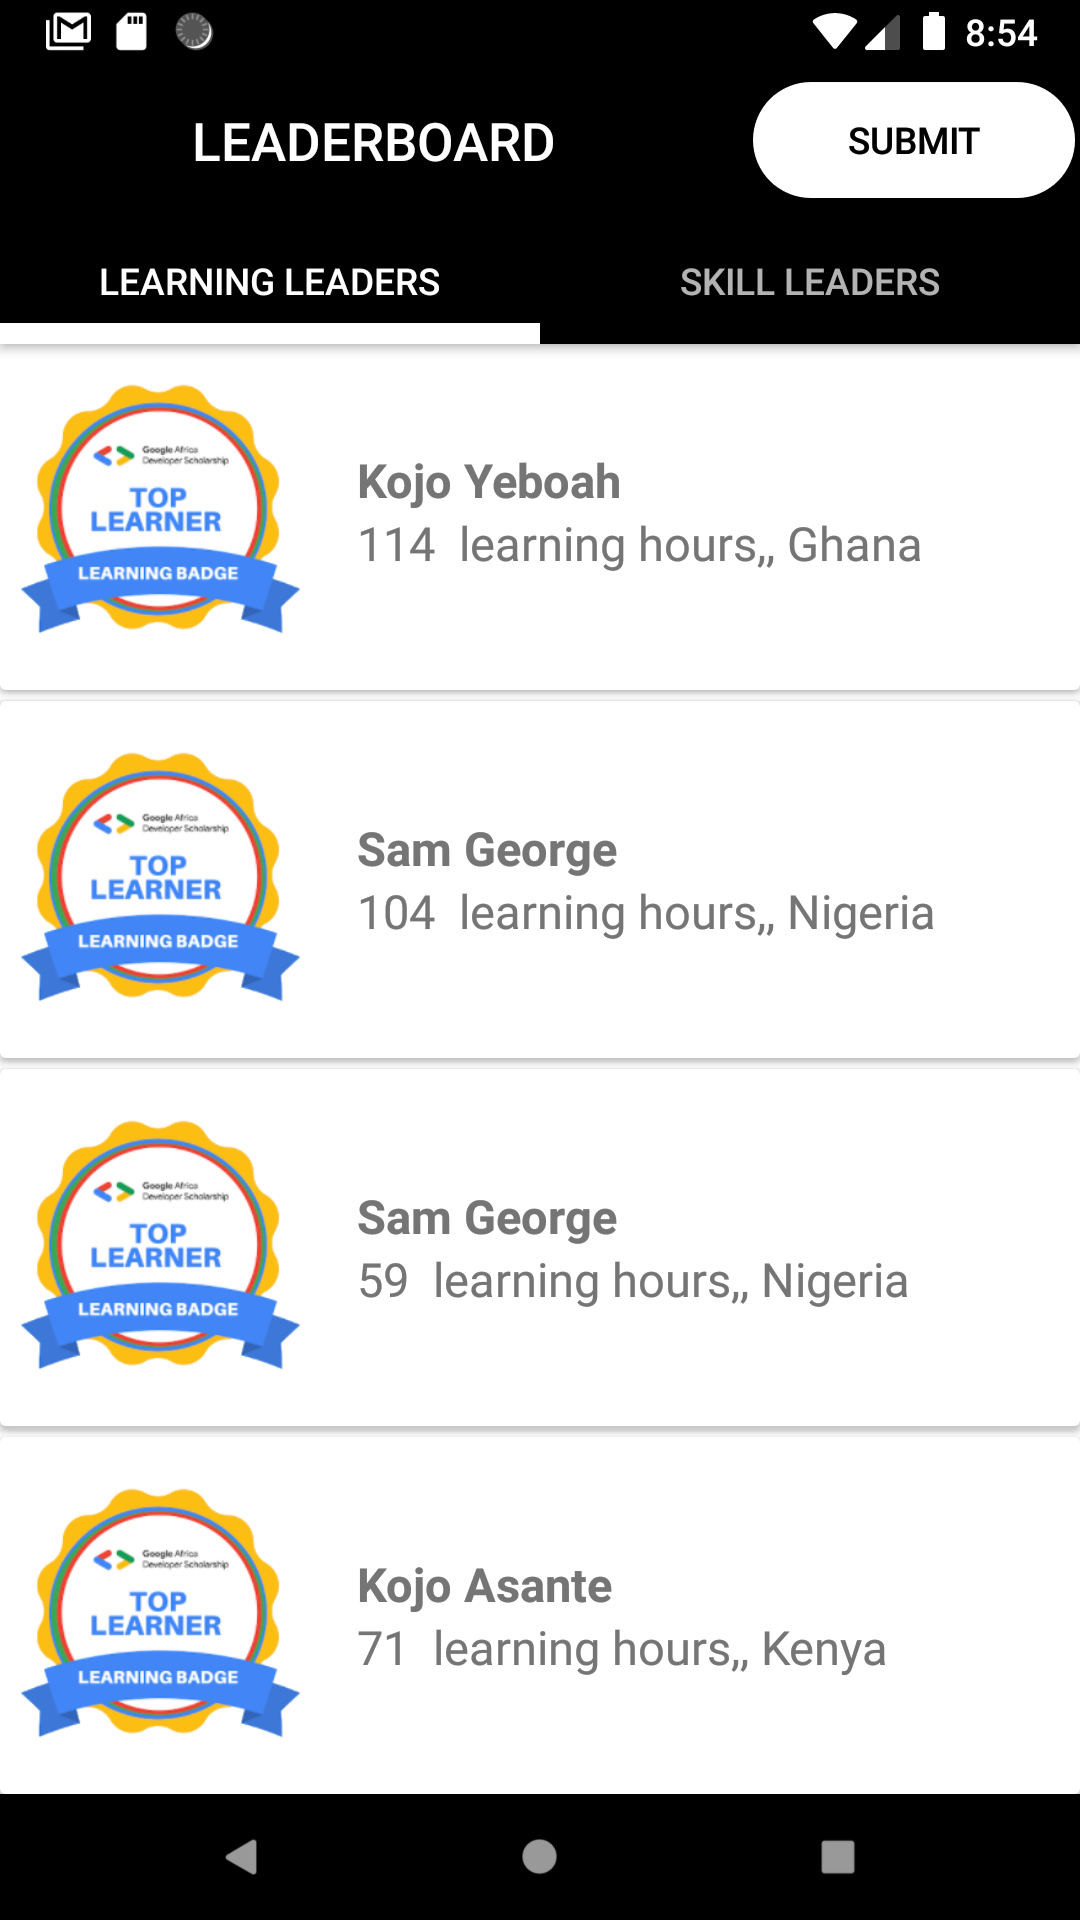 8:54
LEADERBOARD
SUBMIT
LEARNING LEADERS
SKILL LEADERS
Google Africa
Developer Scholarship
TOP
LEARNER
LEARNING BADGE
Kojo Yeboah
114  learning hours,, Ghana
Google Africa
Developer Scholarship
TOP
LEARNER
LEARNING BADGE
Sam George
104  learning hours,, Nigeria
Google Africa
Developer Scholarship
TOP
LEARNER
LEARNING BADGE
Sam George
59  learning hours,, Nigeria
Google Africa
Developer Scholarship
TOP
LEARNER
LEARNING BADGE
Kojo Asante
71  learning hours,, Kenya